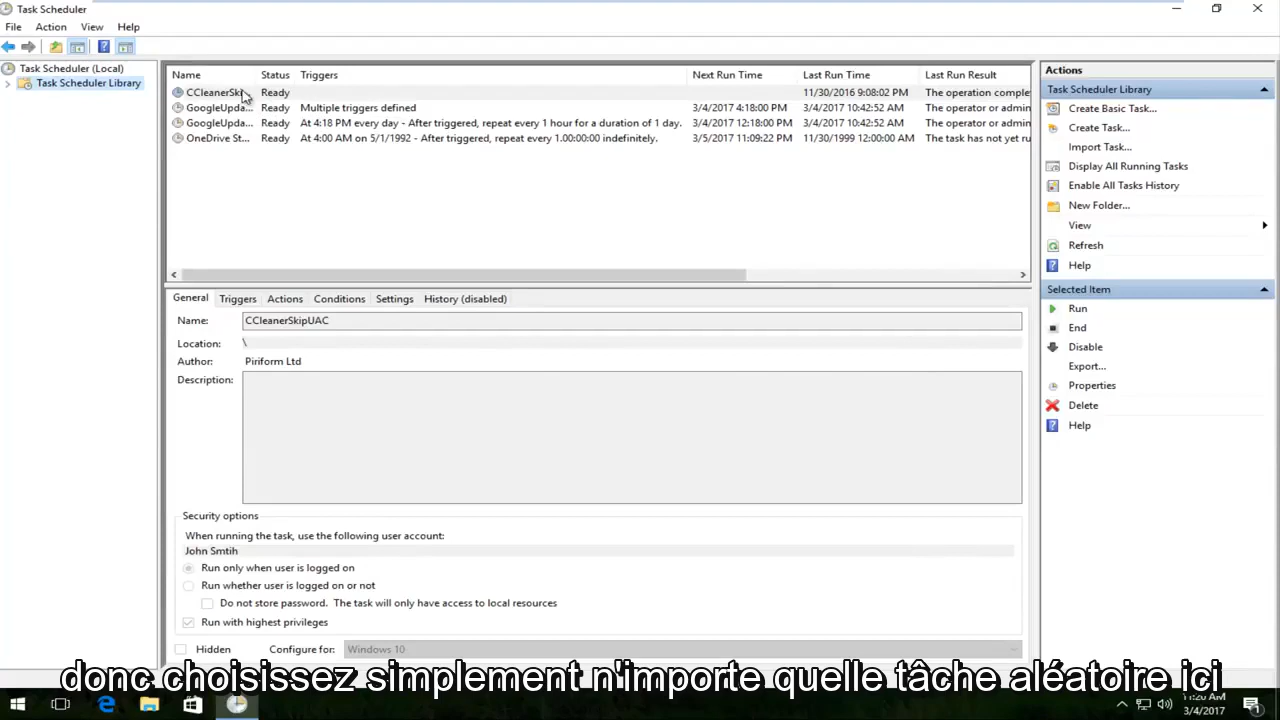 Task Scheduler
File Action View Help
Task Scheduler (Local)
Task Scheduler Library
Name Status Triggers Next Run Time Last Run Time Last Run Result
CCleanerSki Ready 11/30/2016 9:08:02 PM The operation complet
GoogleUpda... Ready Multiple triggers defined 3/4/2017 4:18:00 PM 3/4/2017 10:42:52 AM The operator or admin
GoogleUpda... Ready At 4:18 PM every day - After triggered, repeat every 1 hour for a duration of 1 day. 3/4/2017 12:18:00 PM 3/4/2017 10:42:52 AM The operator or admin
OneDrive St... Ready At 4:00 AM on 5/1/1992 - After triggered, repeat every 1.00:00:00 indefinitely. 3/5/2017 11:09:22 PM 11/30/1999 12:00:00 AM The task has not yet ru
General Triggers Actions Conditions Settings History (disabled)
Name: CCleanerSkipUAC
Location: \
Author: Piriform Ltd
Description:
Security options
When running the task, use the following user account:
John Smtih
Run only when user is logged on
Run whether user is logged on or not
Do not store password. The task will only have access to local resources
Run with highest privileges
Hidden Configure for: Windows 10
Actions
Task Scheduler Library
Create Basic Task...
Create Task...
Import Task...
Display All Running Tasks
Enable All Tasks History
New Folder...
View
Refresh
Help
Selected Item
Run
End
Disable
Export...
Properties
Delete
Help
donc choisissez simplement n'importe quelle tâche aléatoire ici
3/4/2017